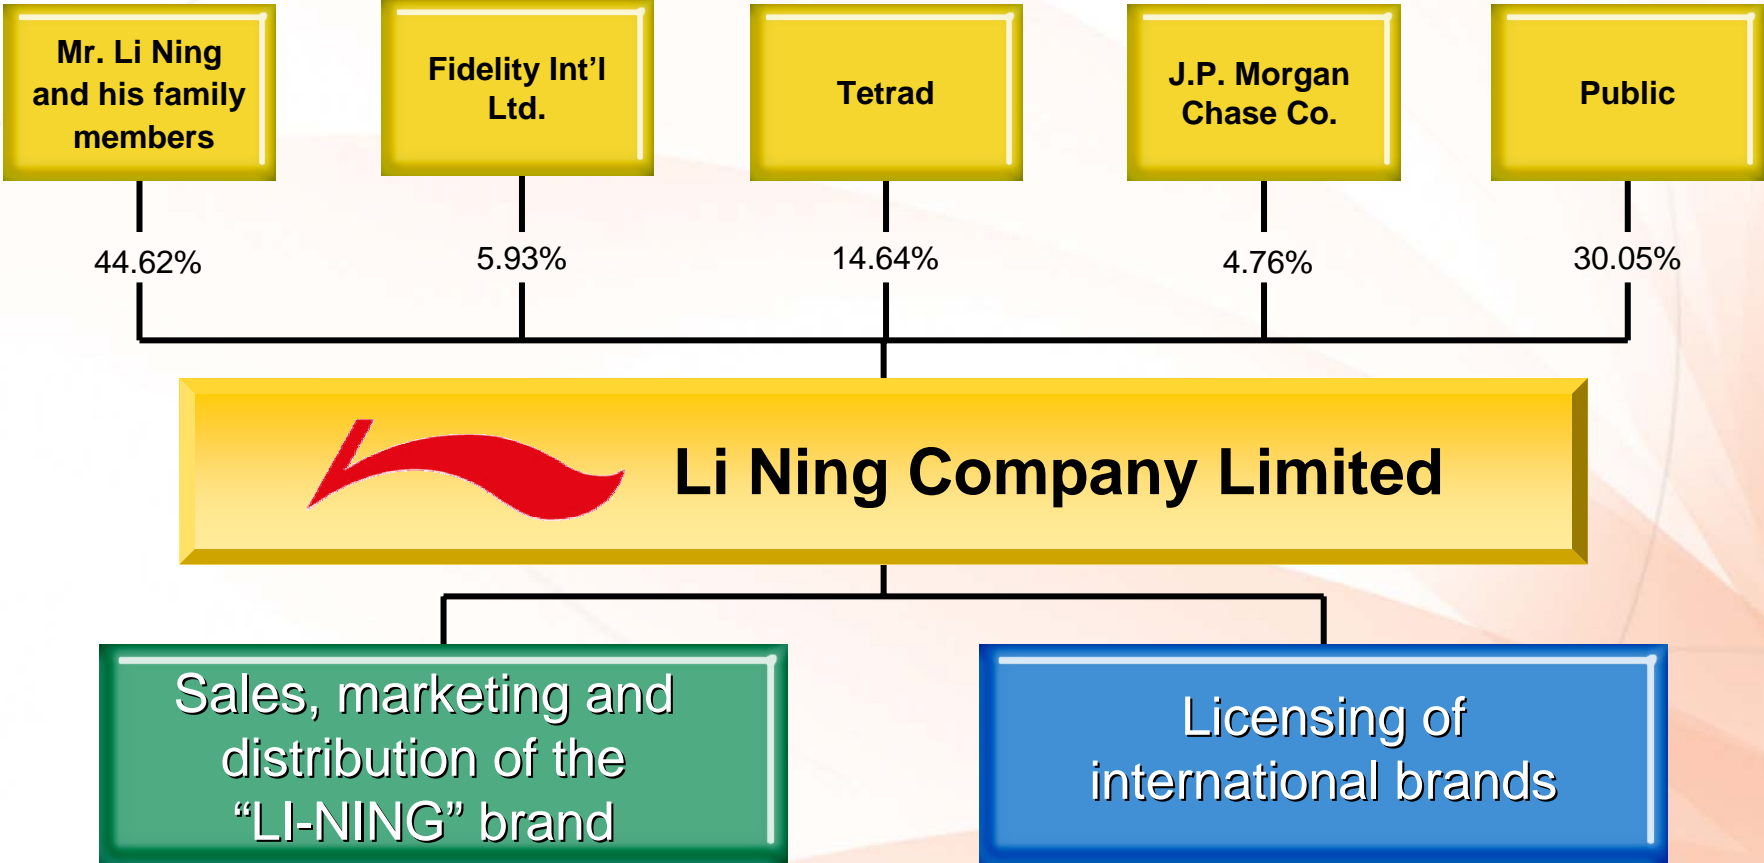 Mr. Li Ning
and his family
members
Fidelity Int’l
Ltd.
Tetrad
J.P. Morgan
Chase Co.
Public
44.62%
5.93%
14.64%
4.76%
30.05%
Li Ning Company Limited
Sales, marketing and
distribution of the
“LI-NING” brand
Licensing of
international brands